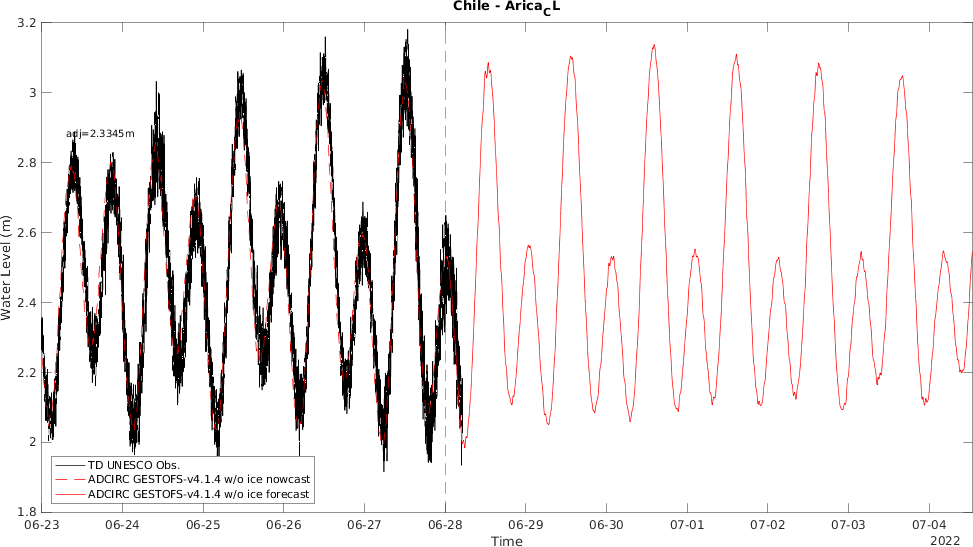 Chile - AricaCL
3.2
3
2.8
2.6
2.4
2.2
2
1.8
Water Level (m)
adj=2.3345m
TD UNESCO Obs.
ADCIRC GESTOFS-v4.1.4 w/o ice nowcast
ADCIRC GESTOFS-v4.1.4 w/o ice forecast
06-23 06-24 06-25 06-26 06-27 06-28 06-29 06-30 07-01 07-02 07-03 07-04
Time
2022